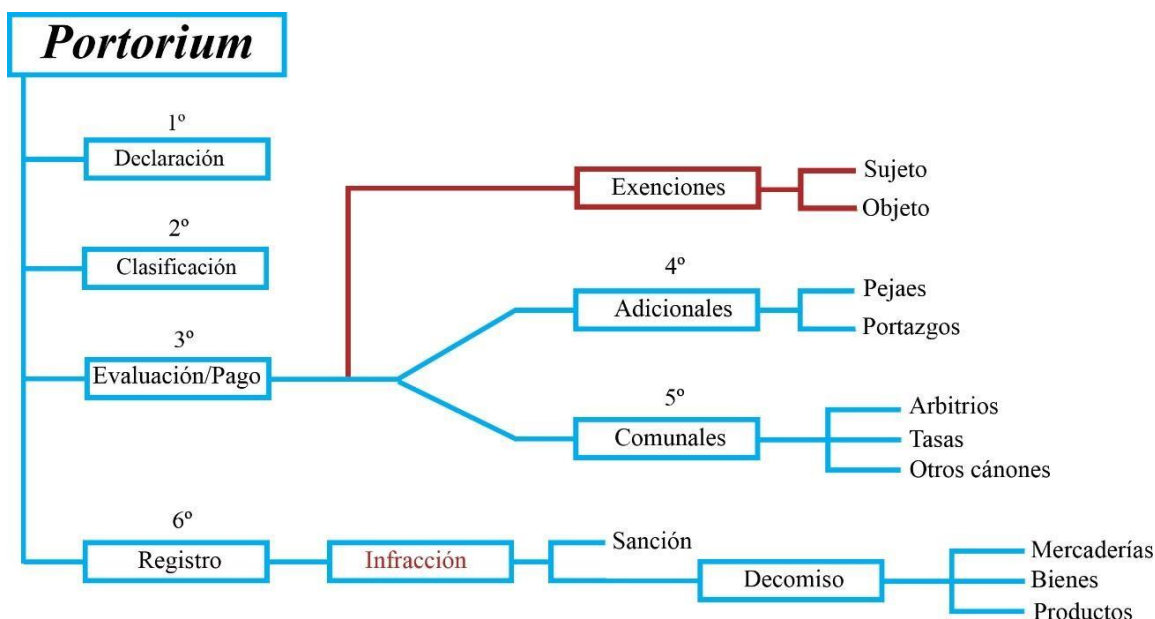 Portorium
1º
Declaración
2º
Clasificación
3º
Evaluación/Pago
Exenciones
Sujeto
Objeto
4º
Adicionales
Pejaes
Portazgos
5º
Comunales
Arbitrios
Tasas
Otros cánones
6º
Registro
Infracción
Sanción
Decomiso
Mercaderías
Bienes
Productos